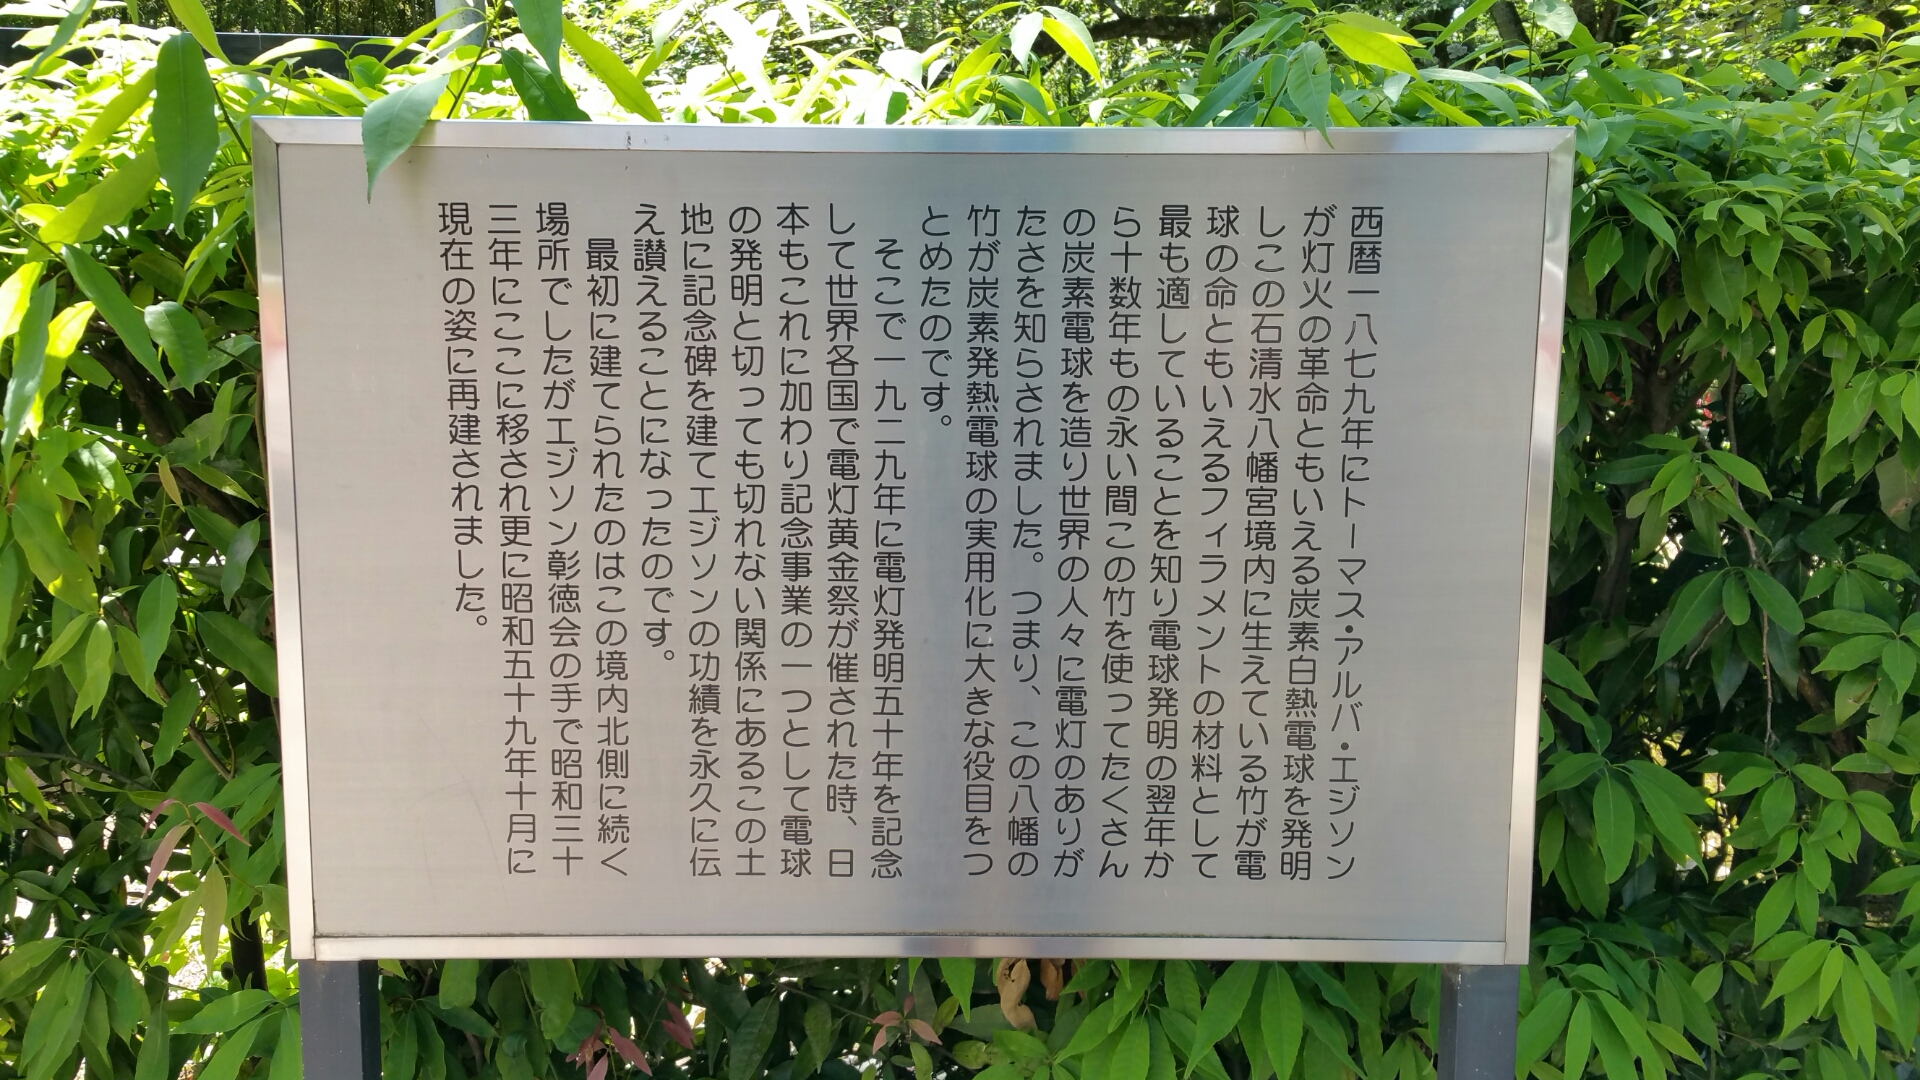 西暦一八七九年にトーマス・アルバ・エジソン
が灯火の革命ともいえる炭素白熱電球を発明
しこの石清水八幡宮境内に生えている竹が電
球の命ともいえるフィラメントの材料として
最も適していることを知り電球発明の翌年か
ら十数年もの永い間この竹を使ってたくさん
の炭素電球を造り世界の人々に電灯のありが
たさを知らされました。つまり、この八幡の
竹が炭素発熱電球の実用化に大きな役目をつ
とめたのです。
そこで一九二九年に電灯発明五十年を記念
して世界各国で電灯黄金祭が催された時、日
本もこれに加わり記念事業の一つとして電球
の発明と切っても切れない関係にあるこの土
地に記念碑を建てエジソンの功績を永久に伝
え讃えることになったのです。
最初に建てられたのはこの境内北側に続く
場所でしたがエジソン彰徳会の手で昭和三十
三年にここに移され更に昭和五十九年十月に
現在の姿に再建されました。